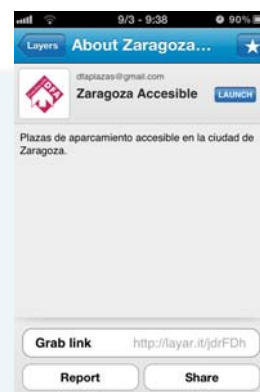 9/3 - 9:38 90%
Layers About Zaragoza...
dfaplazas@gmail.com
DFA
Zaragoza Accesible LAUNCH
Plazas de aparcamiento accesible en la ciudad de
Zaragoza.
Grab link http://layar.it/jdrFDh
Report Share